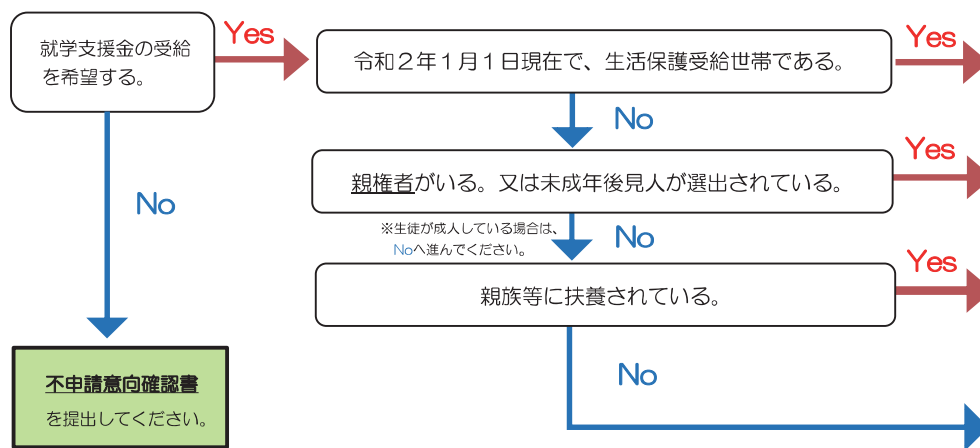 就学支援金の受給
を希望する。
Yes
令和２年１月１日現在で、生活保護受給世帯である。
Yes
No
親権者がいる。又は未成年後見人が選出されている。
Yes
No
※生徒が成人している場合は、
Noへ進んでください。
No
親族等に扶養されている。
Yes
No
不申請意向確認書
を提出してください。